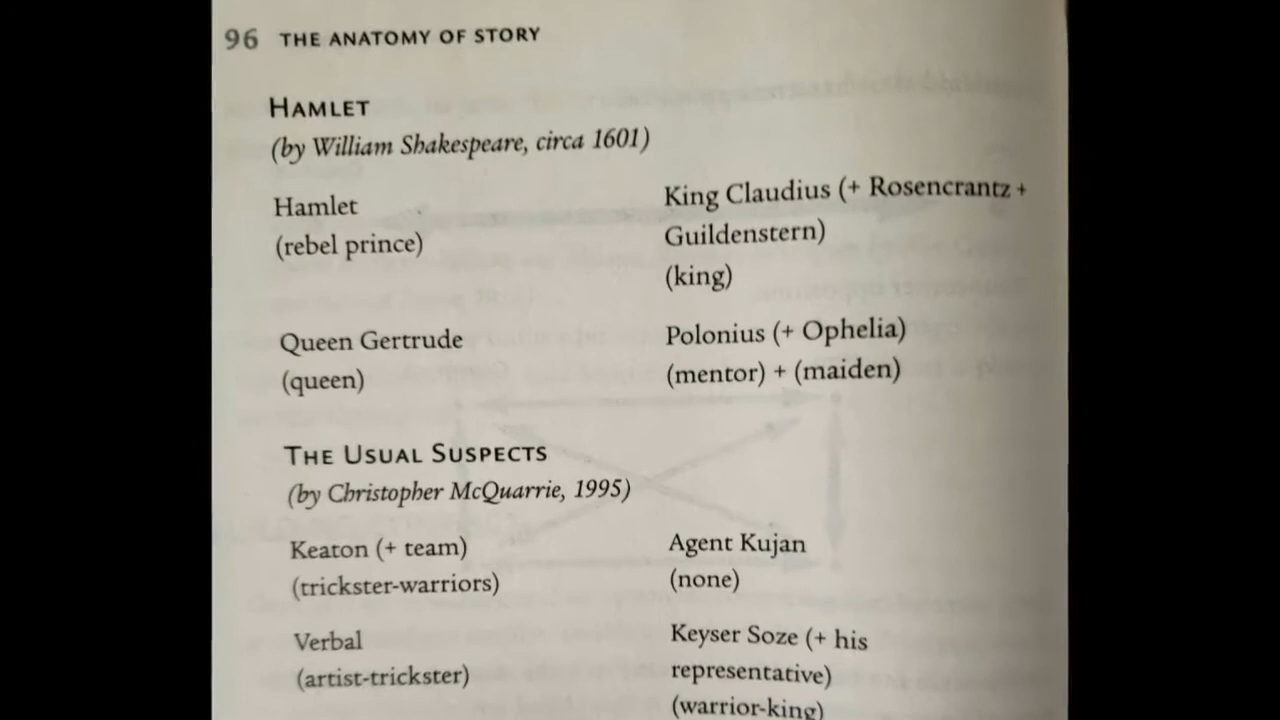 96 THE ANATOMY OF STORY
HAMLET
(by William Shakespeare, circa 1601)
Hamlet
(rebel prince)
King Claudius (+ Rosencrantz +
Guildenstern)
(king)
Queen Gertrude
(queen)
Polonius (+ Ophelia)
(mentor) + (maiden)
THE USUAL SUSPECTS
(by Christopher McQuarrie, 1995)
Keaton (+ team)
(trickster-warriors)
Agent Kujan
(none)
Verbal
(artist-trickster)
Keyser Soze (+ his
representative)
(warrior-king)